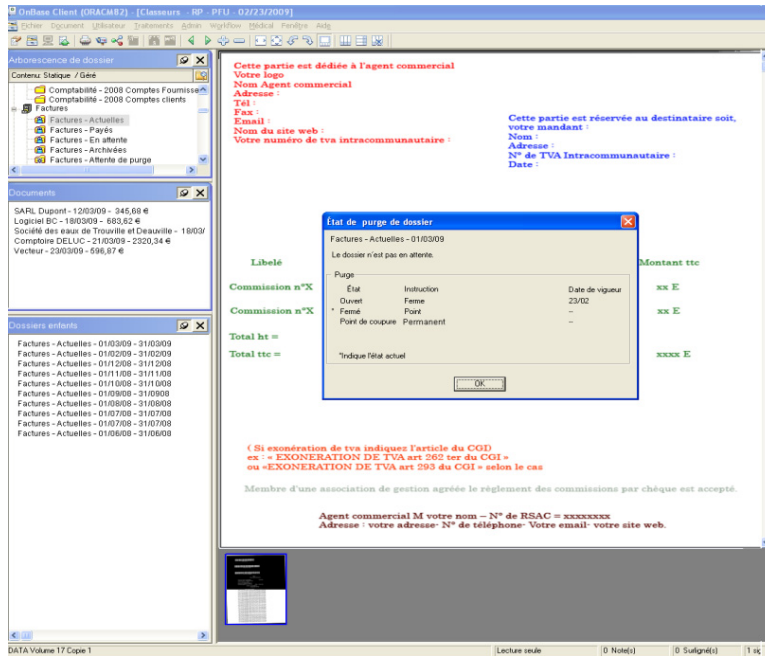 OnBase Client (ORACM82) - [Classeurs - RP - PFU - 02/23/2009]
Fichier Document Utilisateur Traitements Admin Workflow Médical Fenêtre Aide
Arborescence de dossier
Contenu: Statique / Géré
Comptabilité - 2008 Comptes Fournisse
Comptabilité - 2008 Comptes clients
Factures
Factures - Actuelles
Factures - Payés
Factures - En attente
Factures - Archivées
Factures - Attente de purge
Documents
SARL Dupont - 12/03/09 - 345,68 €
Logiciel BC - 18/03/09 - 683,62 €
Société des eaux de Trouville et Deauville - 18/03/
Comptoire DELUC - 21/03/09 - 2320,34 €
Vecteur - 23/03/09 - 596,87 €
Dossiers enfents
Factures - Actuelles - 01/03/09 - 31/03/09
Factures - Actuelles - 01/02/09 - 31/02/09
Factures - Actuelles - 01/12/08 - 31/12/08
Factures - Actuelles - 01/11/08 - 31/11/08
Factures - Actuelles - 01/10/08 - 31/10/08
Factures - Actuelles - 01/09/08 - 31/0908
Factures - Actuelles - 01/08/08 - 31/08/08
Factures - Actuelles - 01/07/08 - 31/07/08
Factures - Actuelles - 01/07/08 - 31/07/08
Factures - Actuelles - 01/06/08 - 31/06/08
Cette partie est dédiée à l'agent commercial
Votre logo
Nom Agent commercial
Adresse :
Tél :
Fax :
Email :
Nom du site web :
Votre numéro de tva intracommunautaire :
Cette partie est réservée au destinataire soit,
votre mandant :
Nom :
Adresse :
N° de TVA Intracommunautaire :
Date :
Libelé Montant ttc
Commission n°X xx E
Commission n°X xx E
Total ht =
Total ttc = xxxx E
État de purge de dossier
Factures - Actuelles - 01/03/09
Le dossier n'est pas en attente.
Purge
État Instruction Date de vigueur
Ouvert Ferme 23/02
* Fermé Point –
Point de coupure Permanent –
*Indique l'état actuel
OK
( Si exonération de tva indiquez l'article du CGI)
ex : « EXONERATION DE TVA art 262 ter du CGI »
ou «EXONERATION DE TVA art 293 du CGI » selon le cas
Membre d'une association de gestion agréée le règlement des commissions par chèque est accepté.
Agent commercial M votre nom – N° de RSAC = xxxxxxxx
Adresse : votre adresse- N° de téléphone- Votre email- votre site web.
DATA Volume 17 Copie 1 Lecture seule 0 Note(s) 0 Surligné(s) 1 sig